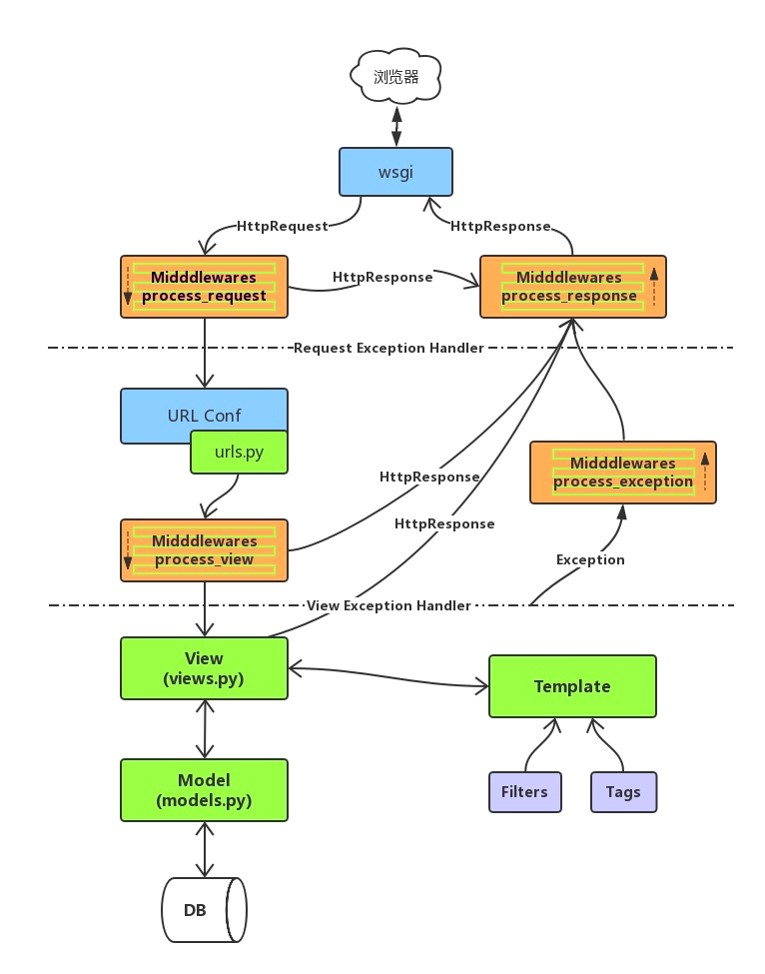 浏览器
wsgi
HttpRequest
HttpResponse
Midddlewares
process_request
HttpResponse
Midddlewares
process_response
Request Exception Handler
URL Conf
urls.py
HttpResponse
Midddlewares
process_exception
HttpResponse
Midddlewares
process_view
Exception
View Exception Handler
View
(views.py)
Template
Model
(models.py)
Filters
Tags
DB